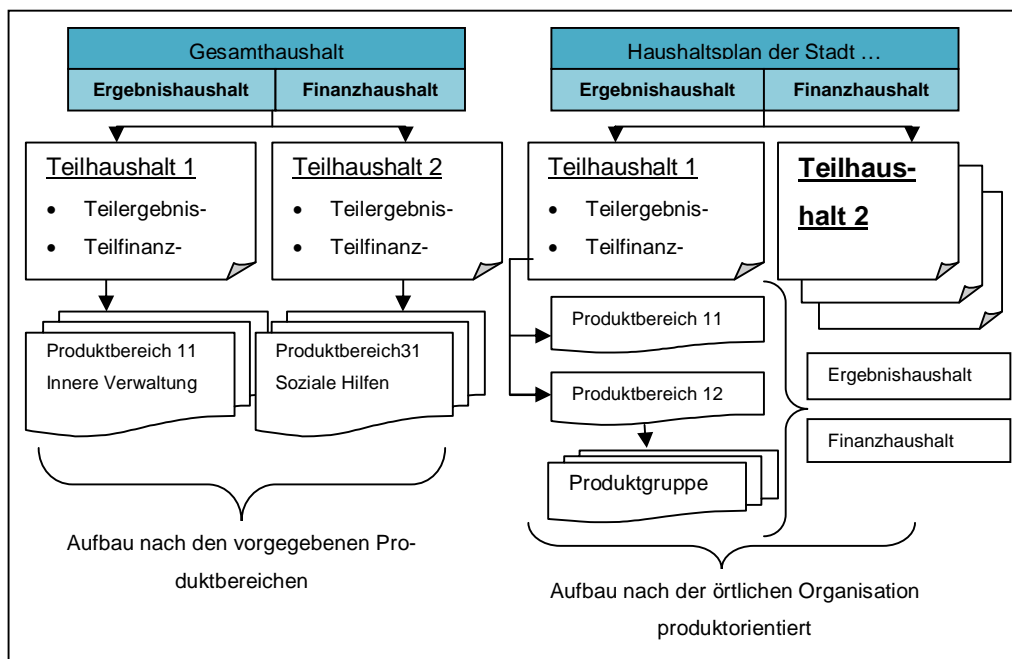 Gesamthaushalt
Ergebnishaushalt
Finanzhaushalt
Teilhaushalt 1
• Teilergebnis-
• Teilfinanz-
Teilhaushalt 2
• Teilergebnis-
• Teilfinanz-
Produktbereich 11
Innere Verwaltung
Produktbereich31
Soziale Hilfen
Aufbau nach den vorgegebenen Pro-
duktbereichen
Haushaltsplan der Stadt …
Ergebnishaushalt
Finanzhaushalt
Teilhaushalt 1
• Teilergebnis-
• Teilfinanz-
Teilhaus-
halt 2
Produktbereich 11
Produktbereich 12
Produktgruppe
Ergebnishaushalt
Finanzhaushalt
Aufbau nach der örtlichen Organisation
produktorientiert